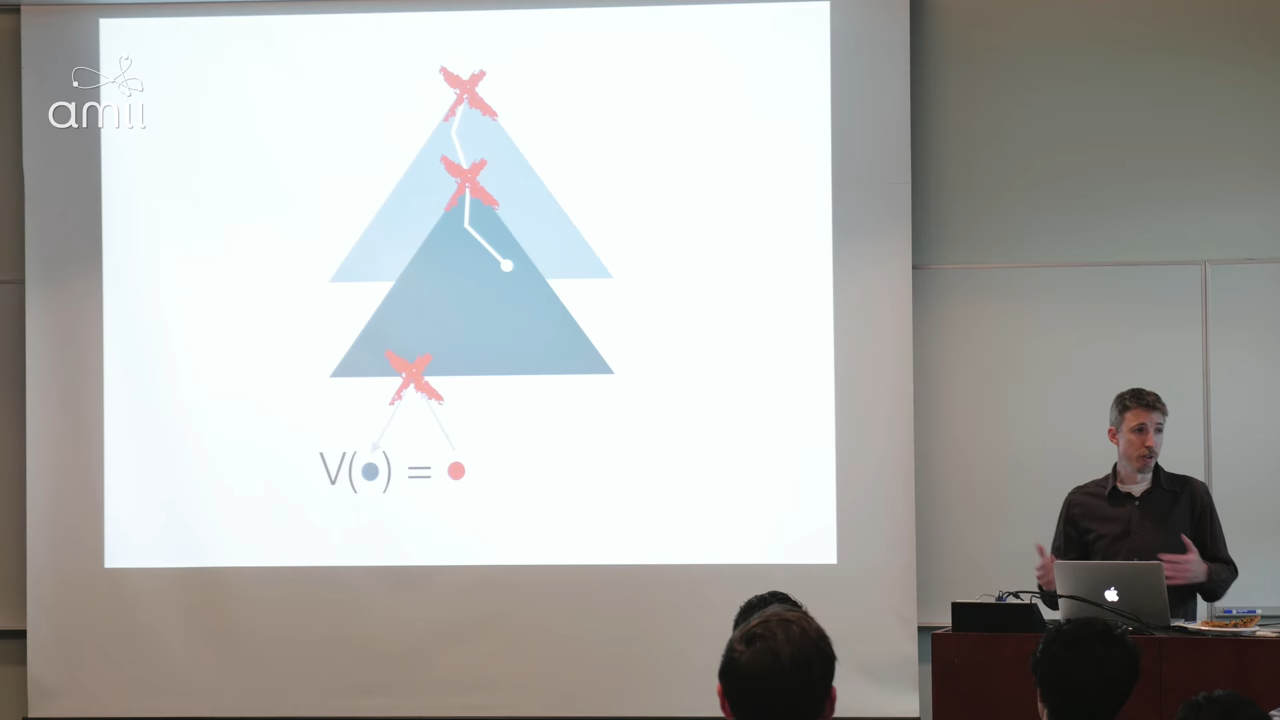 amii
V(●) = ●